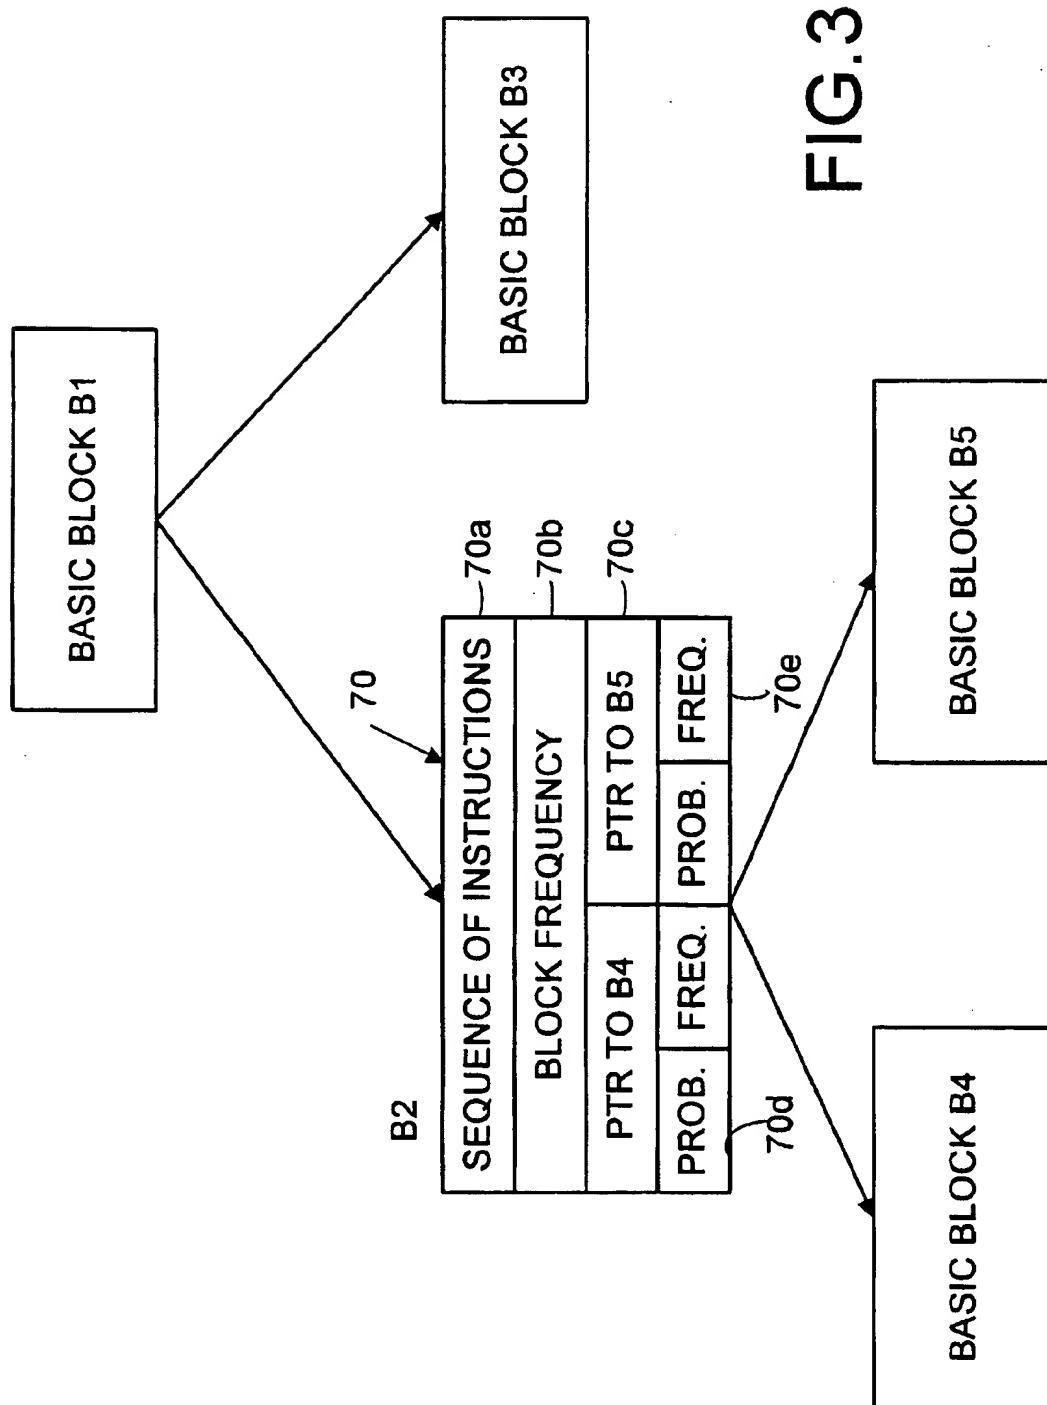 BASIC BLOCK B1
BASIC BLOCK B3
B2
70
SEQUENCE OF INSTRUCTIONS
70a
BLOCK FREQUENCY
70b
PTR TO B4
PTR TO B5
70c
PROB.
FREQ.
PROB.
FREQ.
70d
70e
BASIC BLOCK B4
BASIC BLOCK B5
FIG.3